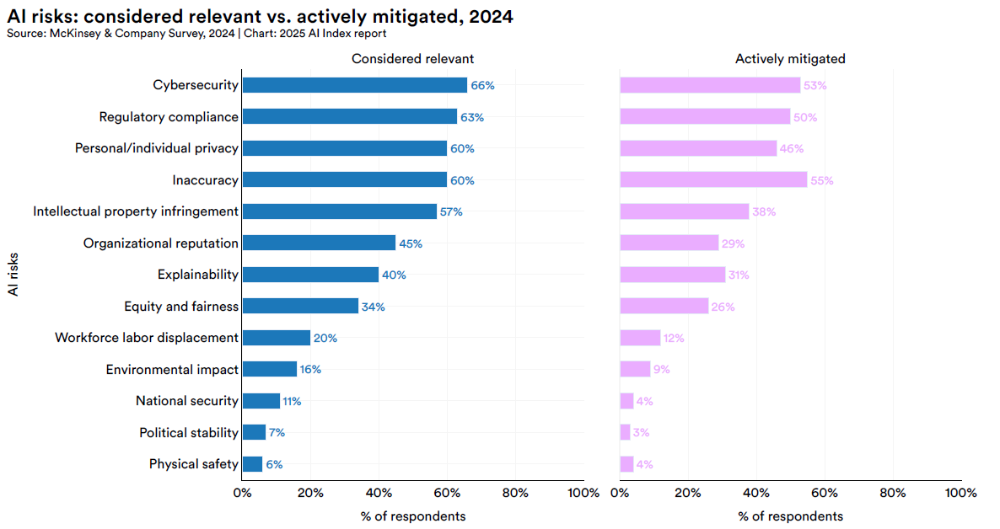 AI risks: considered relevant vs. actively mitigated, 2024
Source: McKinsey & Company Survey, 2024 | Chart: 2025 AI Index report
Considered relevant Actively mitigated
Cybersecurity 66% 53%
Regulatory compliance 63% 50%
Personal/individual privacy 60% 46%
Inaccuracy 60% 55%
Intellectual property infringement 57% 38%
Organizational reputation 45% 29%
Explainability 40% 31%
Equity and fairness 34% 26%
Workforce labor displacement 20% 12%
Environmental impact 16% 9%
National security 11% 4%
Political stability 7% 3%
Physical safety 6% 4%
AI risks
0% 20% 40% 60% 80% 100% 0% 20% 40% 60% 80% 100%
% of respondents % of respondents